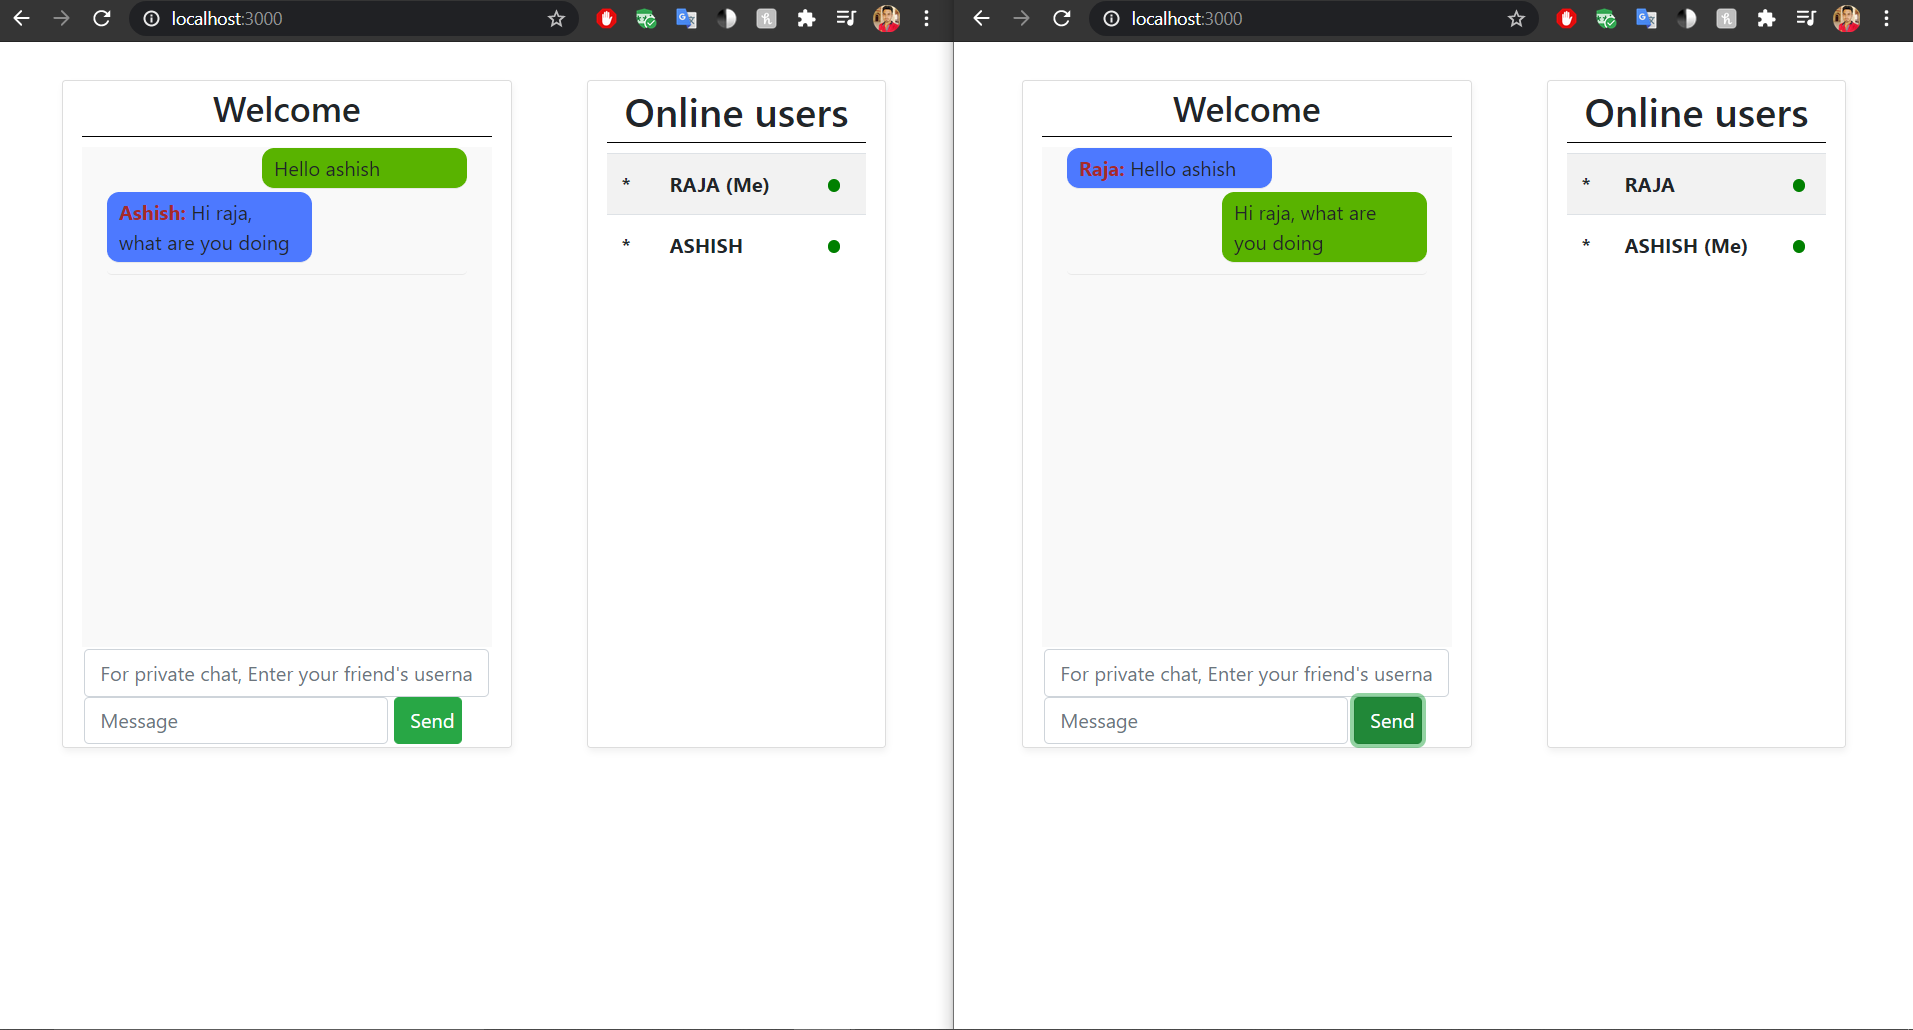 localhost:3000
Welcome
Hello ashish
Ashish: Hi raja,
what are you doing
For private chat, Enter your friend's userna
Message
Send
Online users
* RAJA (Me)
* ASHISH
localhost:3000
Welcome
Raja: Hello ashish
Hi raja, what are
you doing
For private chat, Enter your friend's userna
Message
Send
Online users
* RAJA
* ASHISH (Me)